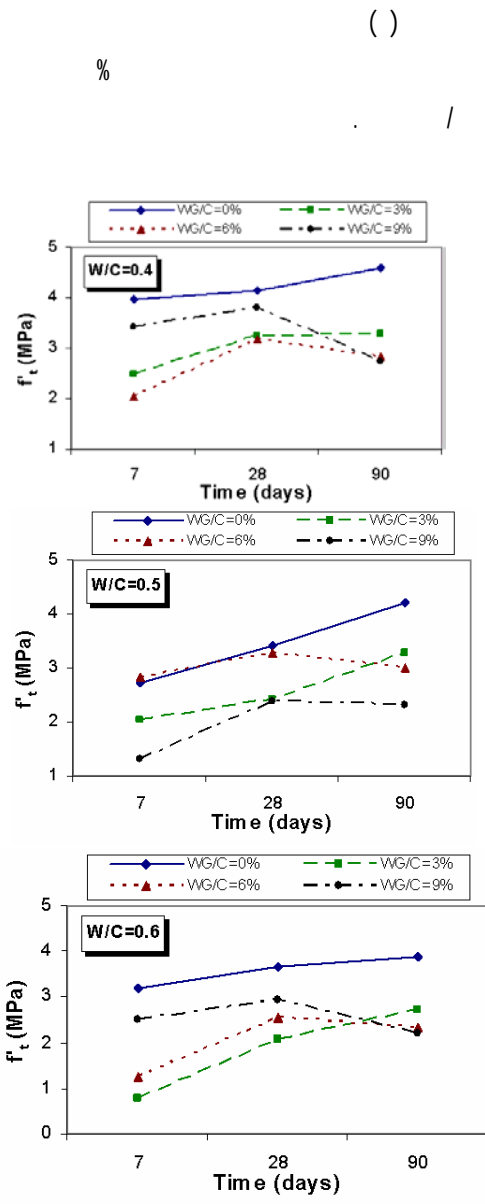 ( )
%
. /
WG/C=0% WG/C=3%
WG/C=6% WG/C=9%
W/C=0.4
5
4
3
2
1
f't (MPa)
7 28 90
Time (days)
WG/C=0% WG/C=3%
WG/C=6% WG/C=9%
W/C=0.5
5
4
3
2
1
f't (MPa)
7 28 90
Time (days)
WG/C=0% WG/C=3%
WG/C=6% WG/C=9%
W/C=0.6
5
4
3
2
1
0
f't (MPa)
7 28 90
Time (days)